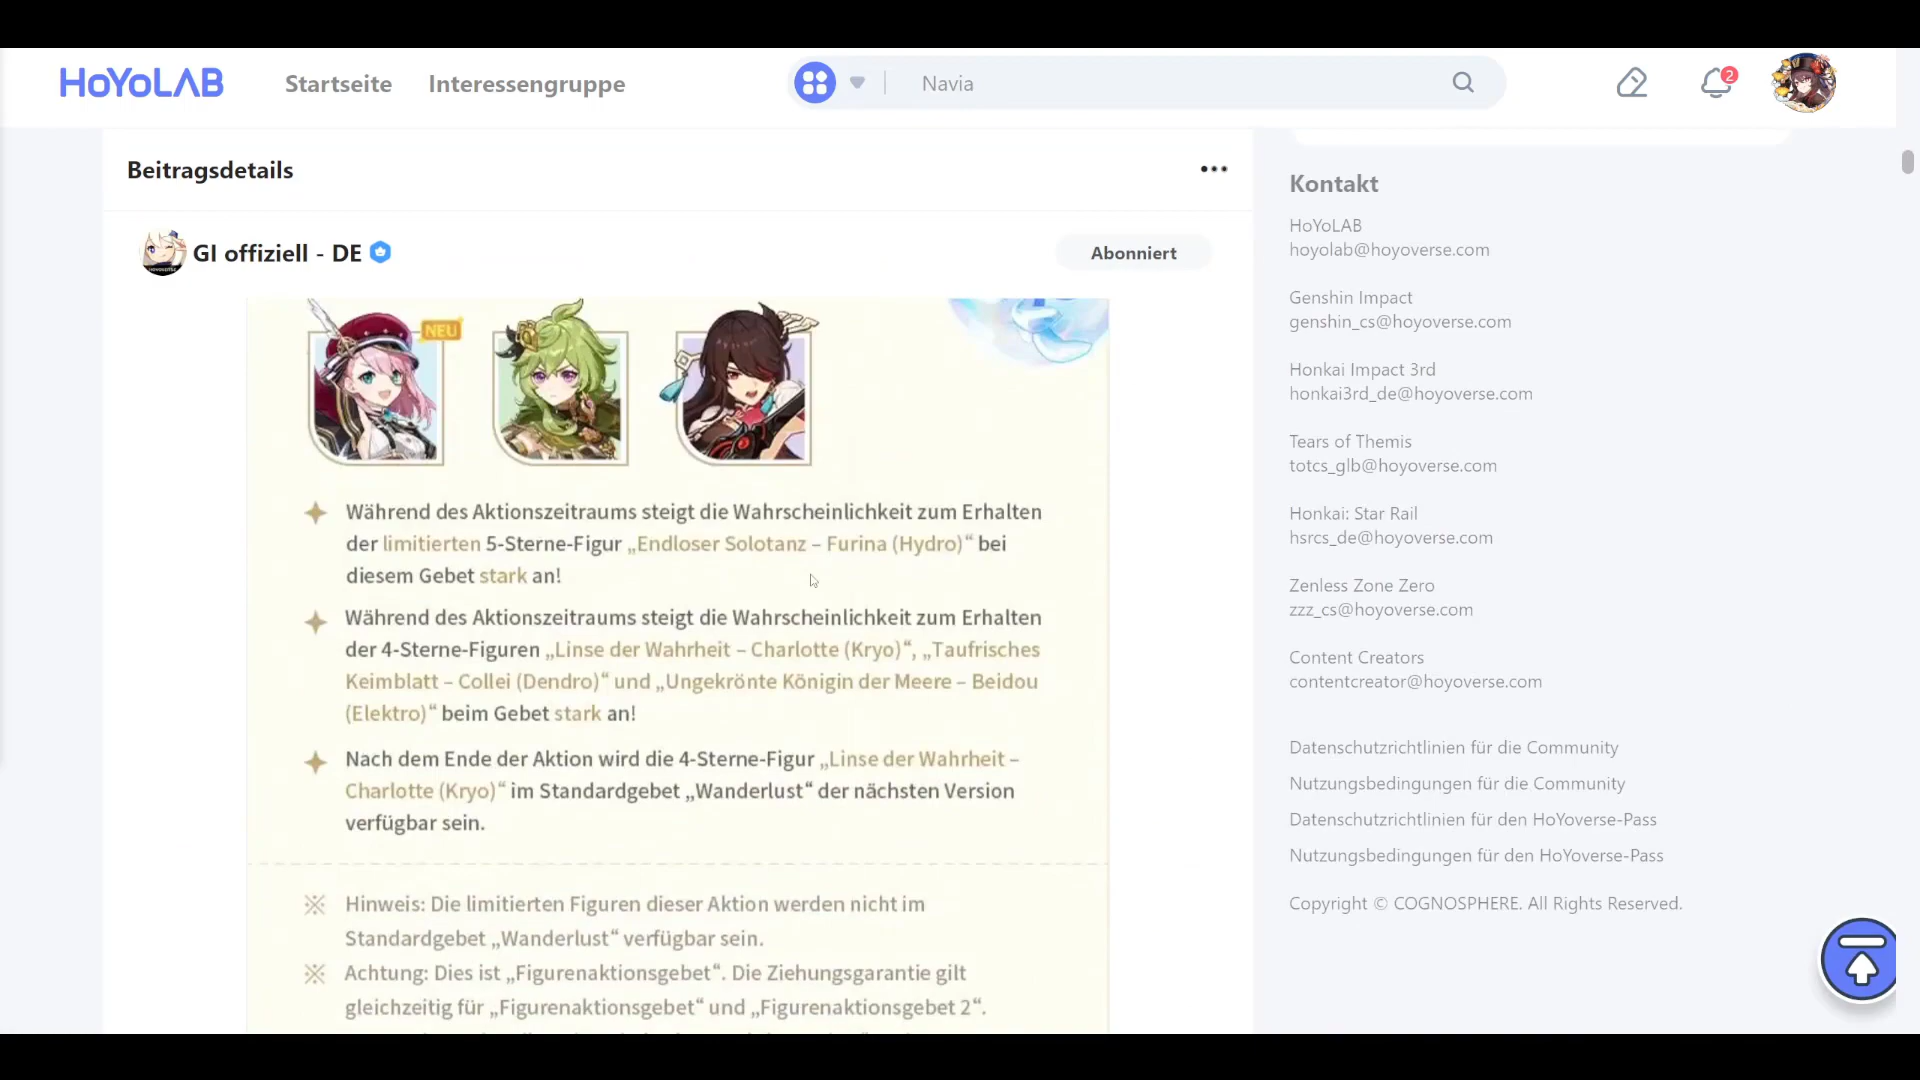 HoYoLAB
Startseite
Interessengruppe
Navia
2
Beitragsdetails
GI offiziell - DE
Abonniert
NEU
Während des Aktionszeitraums steigt die Wahrscheinlichkeit zum Erhalten
der limitierten 5-Sterne-Figur „Endloser Solotanz – Furina (Hydro)“ bei
diesem Gebet stark an!
Während des Aktionszeitraums steigt die Wahrscheinlichkeit zum Erhalten
der 4-Sterne-Figuren „Linse der Wahrheit – Charlotte (Kryo)“, „Taufrisches
Keimblatt – Collei (Dendro)“ und „Ungekrönte Königin der Meere – Beidou
(Elektro)“ beim Gebet stark an!
Nach dem Ende der Aktion wird die 4-Sterne-Figur „Linse der Wahrheit –
Charlotte (Kryo)“ im Standardgebet „Wanderlust“ der nächsten Version
verfügbar sein.
※ Hinweis: Die limitierten Figuren dieser Aktion werden nicht im
Standardgebet „Wanderlust“ verfügbar sein.
※ Achtung: Dies ist „Figurenaktionsgebet“. Die Ziehungsgarantie gilt
gleichzeitig für „Figurenaktionsgebet“ und „Figurenaktionsgebet 2“.
Kontakt
HoYoLAB
hoyolab@hoyoverse.com
Genshin Impact
genshin_cs@hoyoverse.com
Honkai Impact 3rd
honkai3rd_de@hoyoverse.com
Tears of Themis
totcs_glb@hoyoverse.com
Honkai: Star Rail
hsrcs_de@hoyoverse.com
Zenless Zone Zero
zzz_cs@hoyoverse.com
Content Creators
contentcreator@hoyoverse.com
Datenschutzrichtlinien für die Community
Nutzungsbedingungen für die Community
Datenschutzrichtlinien für den HoYoverse-Pass
Nutzungsbedingungen für den HoYoverse-Pass
Copyright © COGNOSPHERE. All Rights Reserved.